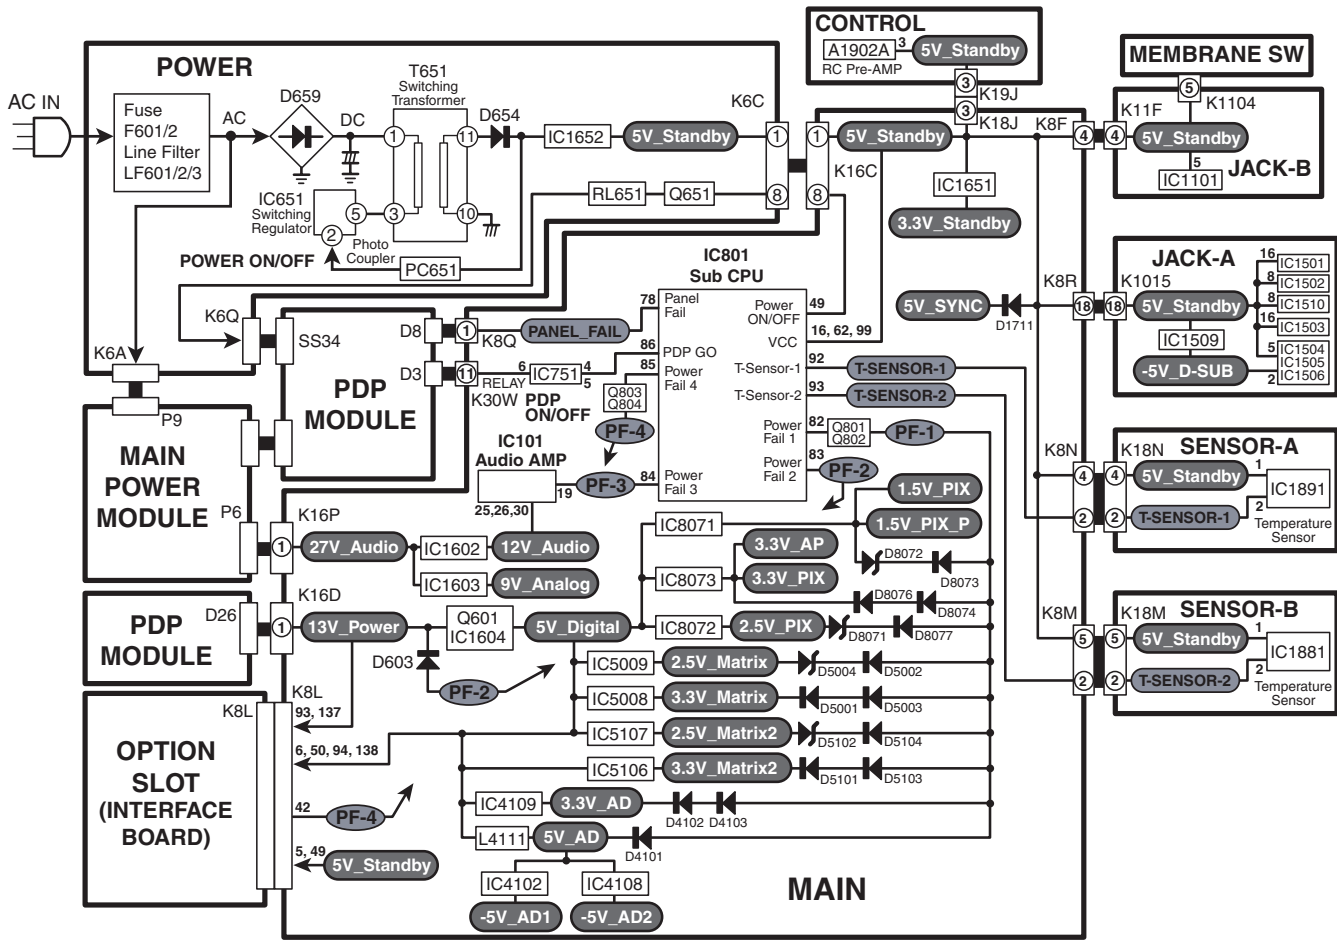 POWER
AC IN
Fuse
F601/2
Line Filter
LF601/2/3
AC
D659
DC
T651
Switching
Transformer
1
11
3
10
D654
IC1652
5V_Standby
K6C
1
8
IC651
Switching
Regulator
5
2
Photo
Coupler
PC651
POWER ON/OFF
RL651
Q651
K6Q
K6A
CONTROL
A1902A
3
5V_Standby
RC Pre-AMP
3
K19J
3
K18J
1
5V_Standby
K16C
8
K8F
4
IC1651
3.3V_Standby
MEMBRANE SW
5
K1104
K11F
4
5V_Standby
5
IC1101
JACK-B
JACK-A
K8R
18
18
K1015
5V_Standby
IC1509
-5V_D-SUB
16
IC1501
8
IC1502
8
IC1510
16
IC1503
5
IC1504
IC1505
2
IC1506
5V_SYNC
D1711
IC801
Sub CPU
78
Panel
Fail
86
PDP GO
85
Power
Fail 4
84
Power
Fail 3
Power
ON/OFF
49
16, 62, 99
VCC
92
T-Sensor-1
T-SENSOR-1
93
T-Sensor-2
T-SENSOR-2
82
Power
Fail 1
Q801
Q802
PF-1
83
Power
Fail 2
PF-2
SS34
PDP
MODULE
D8
1
K8Q
PANEL_FAIL
D3
11
RELAY
K30W
6
IC751
4
5
PDP
ON/OFF
Q803
Q804
PF-4
PF-3
IC101
Audio AMP
19
25,26,30
P9
MAIN
POWER
MODULE
P6
K16P
1
27V_Audio
IC1602
12V_Audio
IC1603
9V_Analog
PDP
MODULE
D26
K16D
1
13V_Power
Q601
IC1604
5V_Digital
D603
PF-2
IC8071
1.5V_PIX
1.5V_PIX_P
D8072
D8073
IC8073
3.3V_AP
3.3V_PIX
D8076
D8074
IC8072
2.5V_PIX
D8071
D8077
IC5009
2.5V_Matrix
D5004
D5002
IC5008
3.3V_Matrix
D5001
D5003
IC5107
2.5V_Matrix2
D5102
D5104
IC5106
3.3V_Matrix2
D5101
D5103
IC4109
3.3V_AD
D4102
D4103
L4111
5V_AD
D4101
IC4102
-5V_AD1
IC4108
-5V_AD2
OPTION
SLOT
(INTERFACE
BOARD)
K8L
K8L
93, 137
6, 50, 94, 138
42
PF-4
5, 49
5V_Standby
MAIN
SENSOR-A
K8N
4
4
K18N
5V_Standby
1
IC1891
2
2
T-SENSOR-1
2
Temperature
Sensor
SENSOR-B
K8M
5
5
K18M
5V_Standby
1
IC1881
2
2
T-SENSOR-2
2
Temperature
Sensor